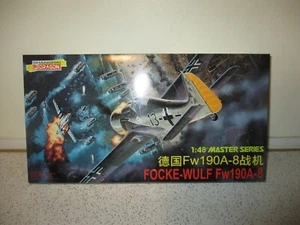 DRAGON
1:48 MASTER SERIES
德国Fw190A-8战机
FOCKE-WULF Fw190A-8